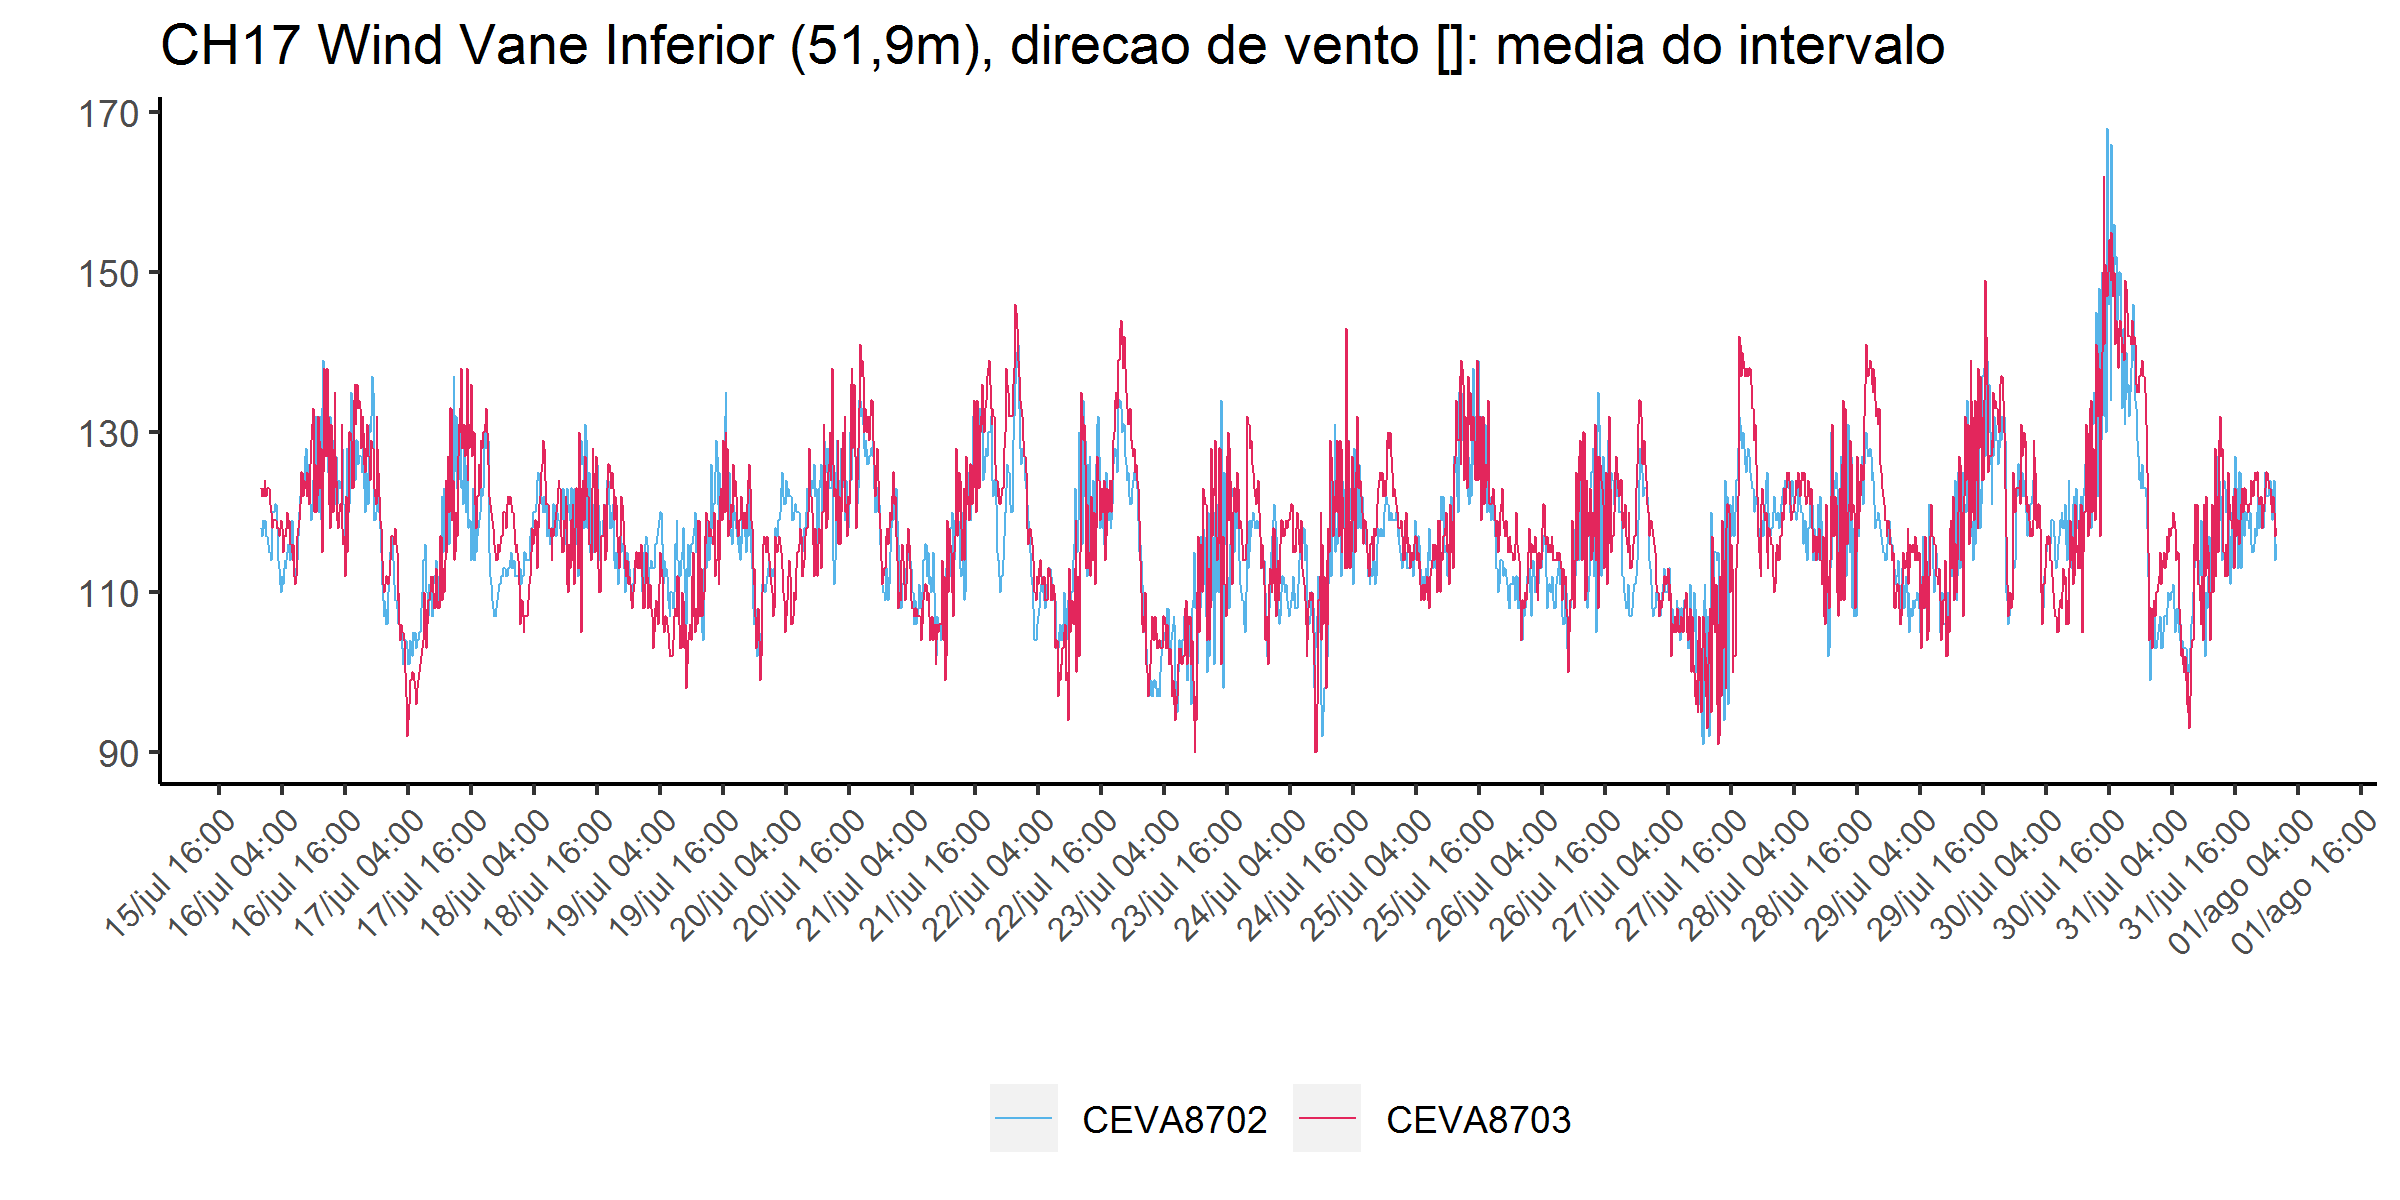 CH17 Wind Vane Inferior (51,9m), direcao de vento []: media do intervalo
170
150
130
110
90
15/jul 16:00
16/jul 04:00
16/jul 16:00
17/jul 04:00
17/jul 16:00
18/jul 04:00
18/jul 16:00
19/jul 04:00
19/jul 16:00
20/jul 04:00
20/jul 16:00
21/jul 04:00
21/jul 16:00
22/jul 04:00
22/jul 16:00
23/jul 04:00
23/jul 16:00
24/jul 04:00
24/jul 16:00
25/jul 04:00
25/jul 16:00
26/jul 04:00
26/jul 16:00
27/jul 04:00
27/jul 16:00
28/jul 04:00
28/jul 16:00
29/jul 04:00
29/jul 16:00
30/jul 04:00
30/jul 16:00
31/jul 04:00
31/jul 16:00
01/ago 04:00
01/ago 16:00
CEVA8702
CEVA8703